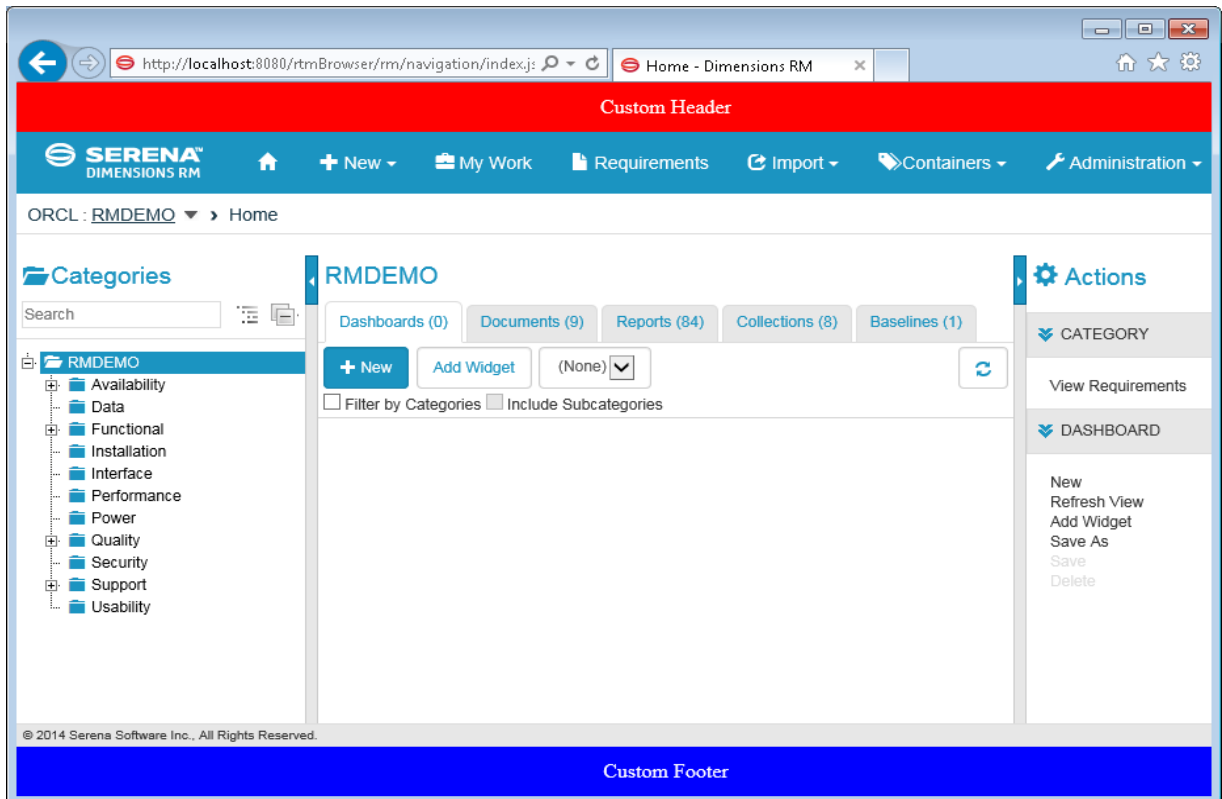 http://localhost:8080/rtmBrowser/rm/navigation/index.js
Home - Dimensions RM
Custom Header
SERENA™
DIMENSIONS RM
New
My Work
Requirements
Import
Containers
Administration
ORCL : RMDEMO › Home
Categories
Search
RMDEMO
Availability
Data
Functional
Installation
Interface
Performance
Power
Quality
Security
Support
Usability
RMDEMO
Dashboards (0)
Documents (9)
Reports (84)
Collections (8)
Baselines (1)
New
Add Widget
(None)
Filter by Categories
Include Subcategories
Actions
CATEGORY
View Requirements
DASHBOARD
New
Refresh View
Add Widget
Save As
Save
Delete
© 2014 Serena Software Inc., All Rights Reserved.
Custom Footer